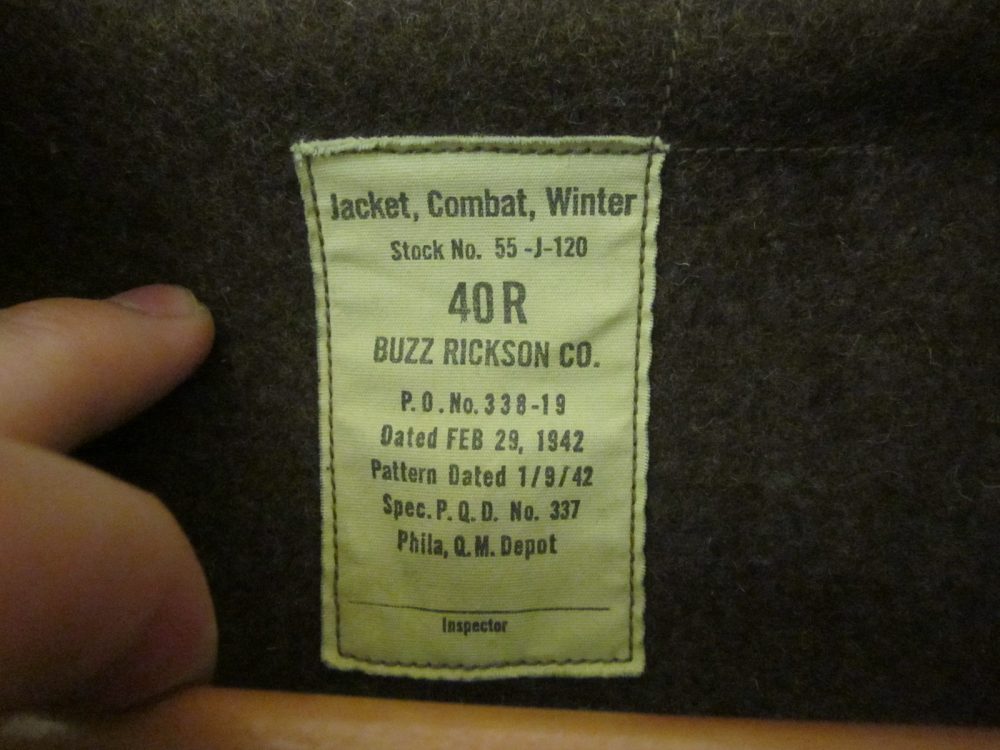 Jacket, Combat, Winter
Stock No. 55-J-120
40R
BUZZ RICKSON CO.
P.O.No.338-19
Dated FEB 29, 1942
Pattern Dated 1/9/42
Spec.P.Q.D. No. 337
Phila, Q.M. Depot
Inspector